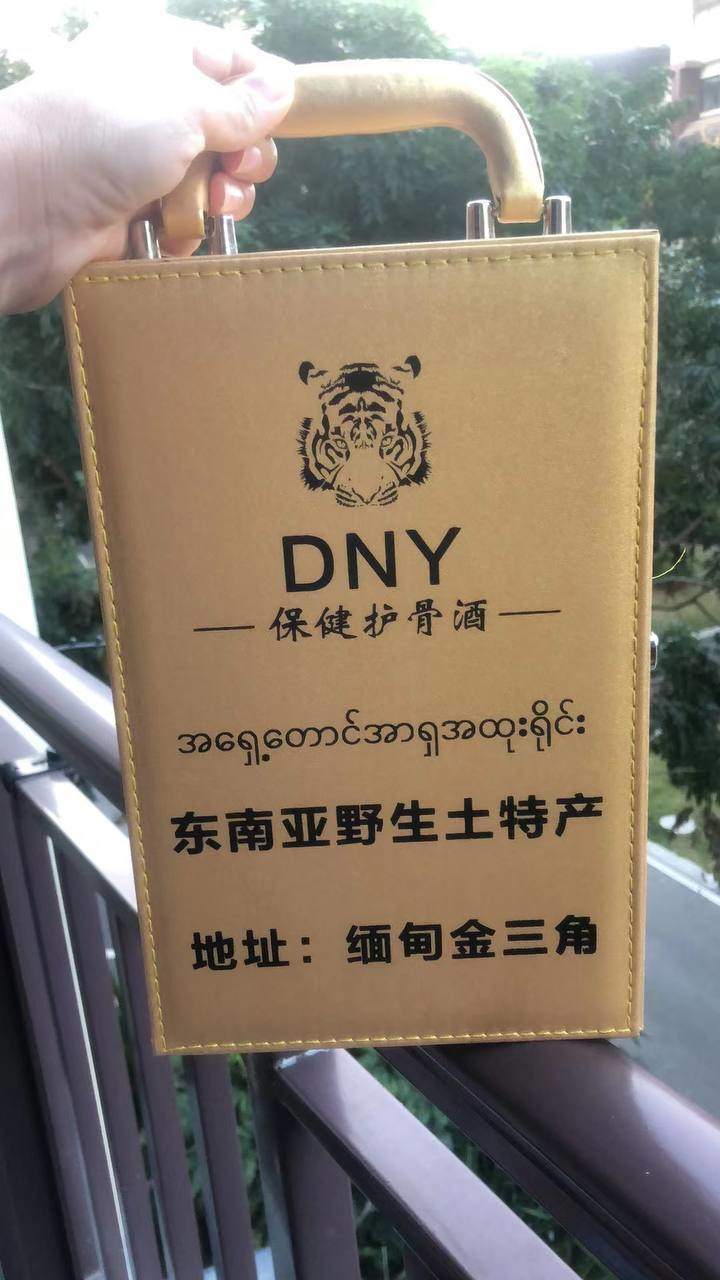 DNY
保健护骨酒
အရှေ့တောင်အာရှအထူးရိုင်း
东南亚野生土特产
地址：缅甸金三角